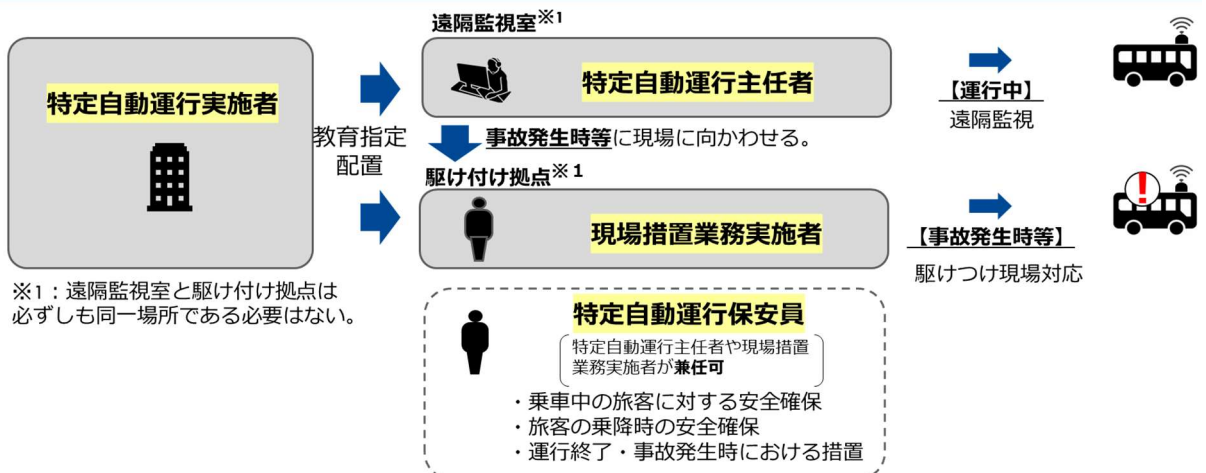 特定自動運行実施者
※1：遠隔監視室と駆け付け拠点は
必ずしも同一場所である必要はない。
教育指定
配置
遠隔監視室※1
特定自動運行主任者
事故発生時等に現場に向かわせる。
駆け付け拠点※1
現場措置業務実施者
特定自動運行保安員
特定自動運行主任者や現場措置
業務実施者が兼任可
・乗車中の旅客に対する安全確保
・旅客の乗降時の安全確保
・運行終了・事故発生時における措置
【運行中】
遠隔監視
【事故発生時等】
駆けつけ現場対応